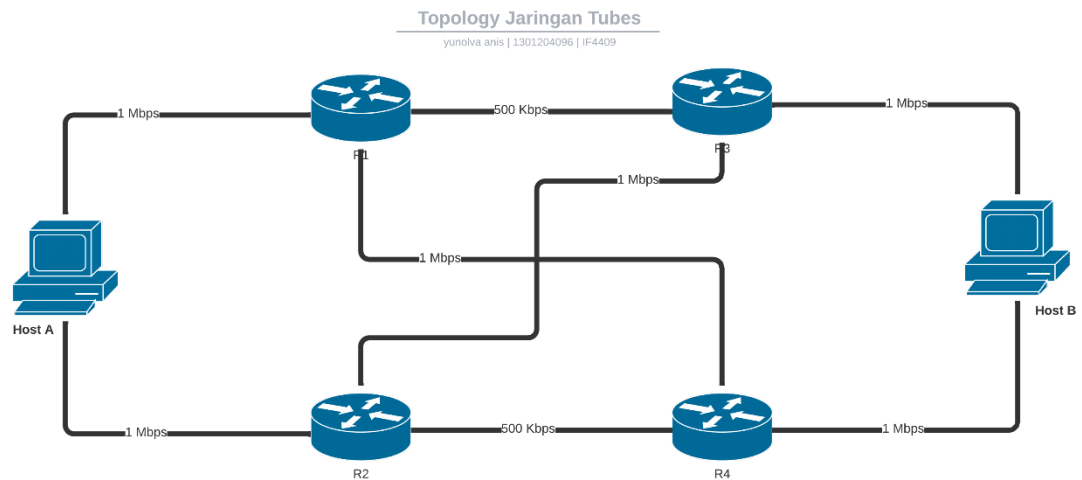 Topology Jaringan Tubes
yunolva anis | 1301204096 | IF4409
1 Mbps
500 Kbps
1 Mbps
R1
R3
1 Mbps
1 Mbps
Host A
Host B
1 Mbps
500 Kbps
1 Mbps
R2
R4